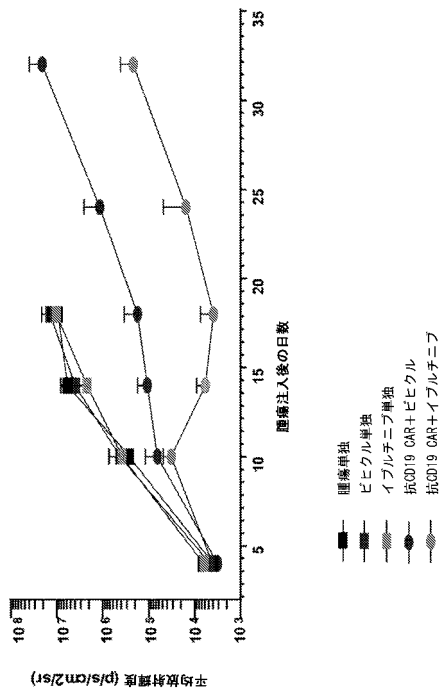 平均放射輝度 (p/s/cm2/sr)
10 8
10 7
10 6
10 5
10 4
10 3
5
10
15
20
25
30
35
腫瘍注入後の日数
腫瘍単独
ビヒクル単独
イブルチニブ単独
抗CD19 CAR+ビヒクル
抗CD19 CAR+イブルチニブ